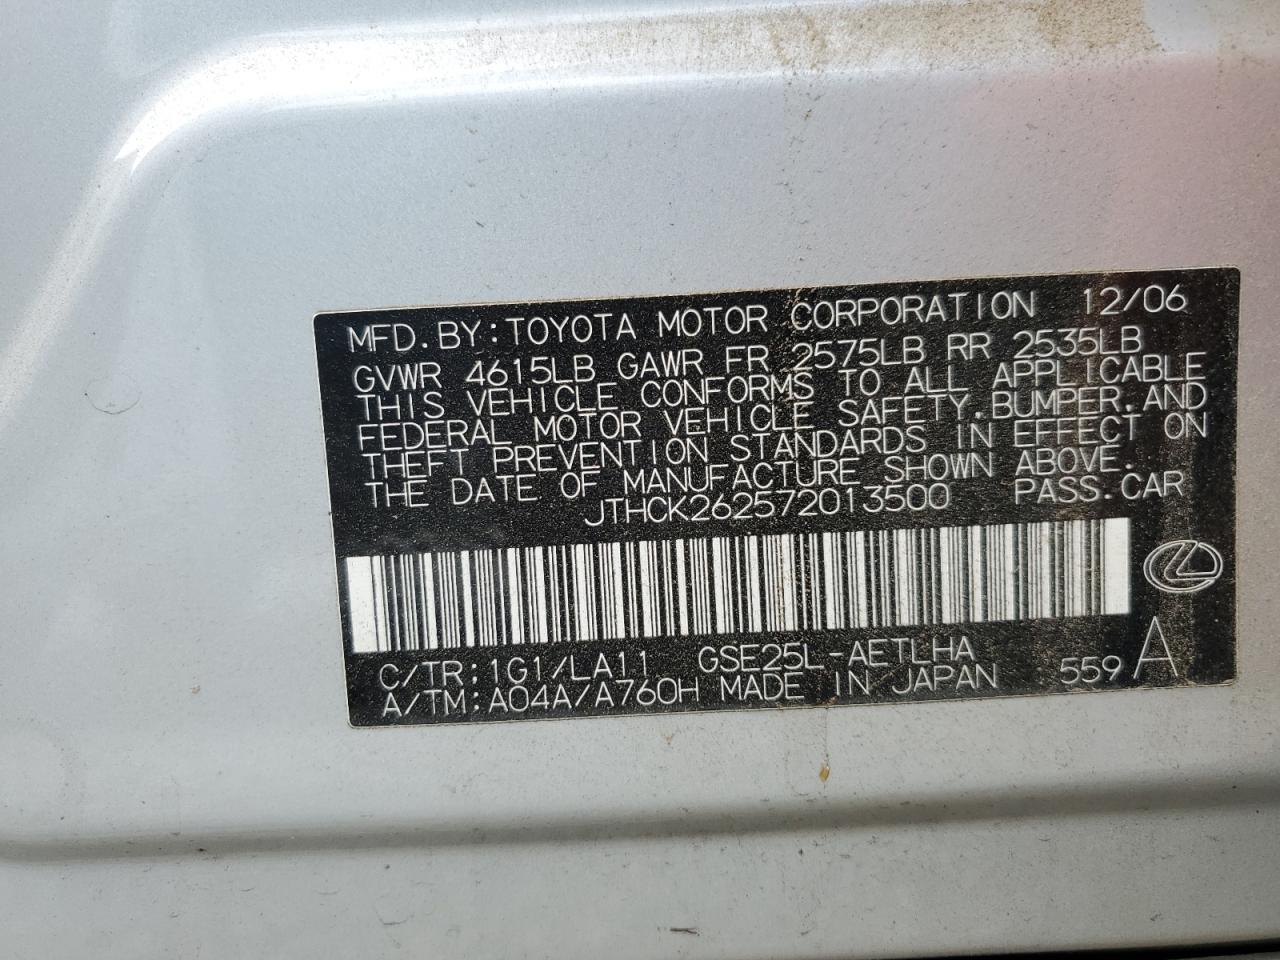 MFD. BY: TOYOTA MOTOR CORPORATION 12/06
GVWR 4615LB GAWR FR 2575LB RR 2535LB
THIS VEHICLE CONFORMS TO ALL APPLICABLE
FEDERAL MOTOR VEHICLE SAFETY, BUMPER, AND
THEFT PREVENTION STANDARDS IN EFFECT ON
THE DATE OF MANUFACTURE SHOWN ABOVE.
JTHCK262572013500 PASS. CAR
C/TR: 1G1/LA11 GSE25L-AETLHA
A/TM: A04A/A760H MADE IN JAPAN 559 A